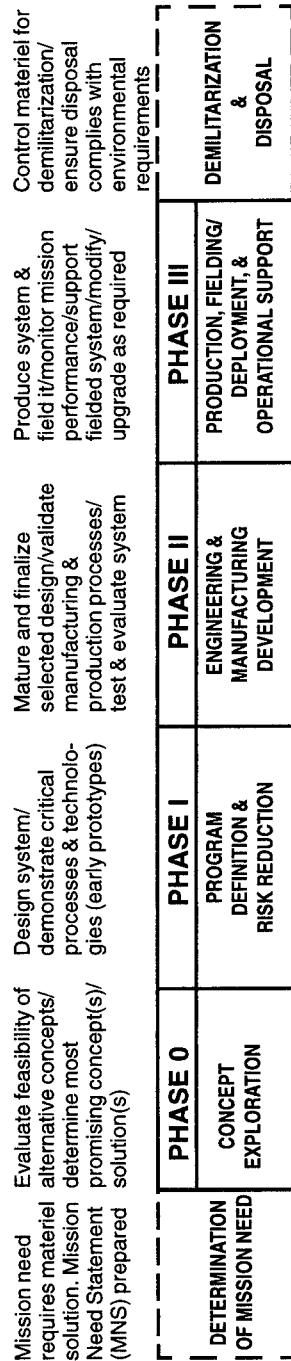 Mission need
requires materiel
solution. Mission
Need Statement
(MNS) prepared
Evaluate feasibility of
alternative concepts/
determine most
promising concept(s)/
solution(s)
Design system/
demonstrate critical
processes & technolo-
gies (early prototypes)
Mature and finalize
selected design/validate
manufacturing &
production processes/
test & evaluate system
Produce system &
field it/monitor mission
performance/support
fielded system/modify/
upgrade as required
Control materiel for
demilitarization/
ensure disposal
complies with
environmental
requirements
DETERMINATION
OF MISSION NEED
PHASE 0
CONCEPT
EXPLORATION
PHASE I
PROGRAM
DEFINITION &
RISK REDUCTION
PHASE II
ENGINEERING &
MANUFACTURING
DEVELOPMENT
PHASE III
PRODUCTION, FIELDING/
DEPLOYMENT, &
OPERATIONAL SUPPORT
DEMILITARIZATION
&
DISPOSAL